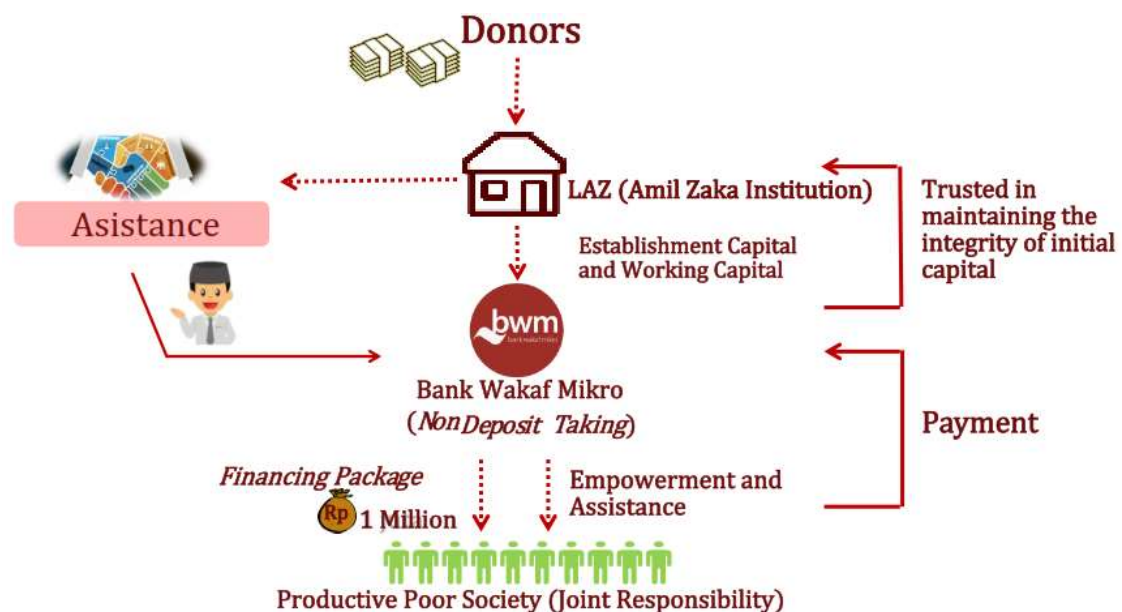 Donors
LAZ (Amil Zaka Institution)
Trusted in
maintaining the
integrity of initial
capital
Asistance
Establishment Capital
and Working Capital
bwm
Bank Wakaf Mikro
(Non Deposit Taking)
Payment
Financing Package
Rp
1 Million
Empowerment and
Assistance
Productive Poor Society (Joint Responsibility)